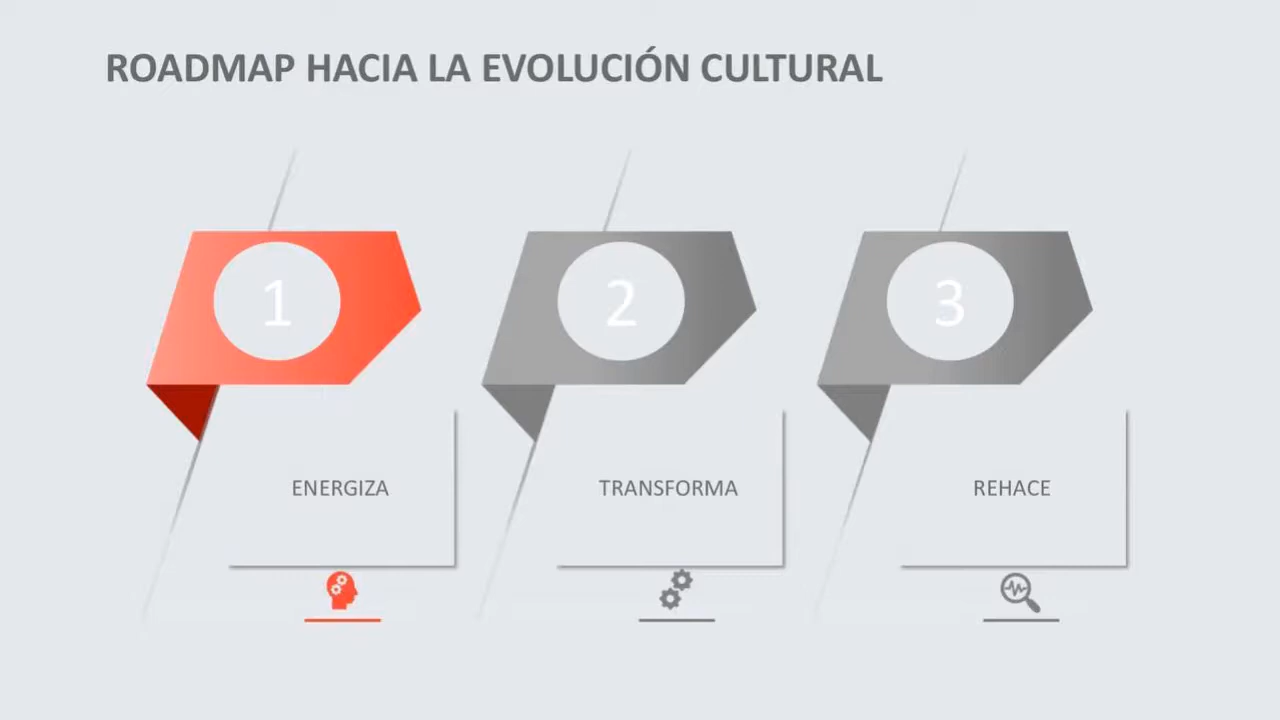 ROADMAP HACIA LA EVOLUCIÓN CULTURAL
1
2
3
ENERGIZA
TRANSFORMA
REHACE